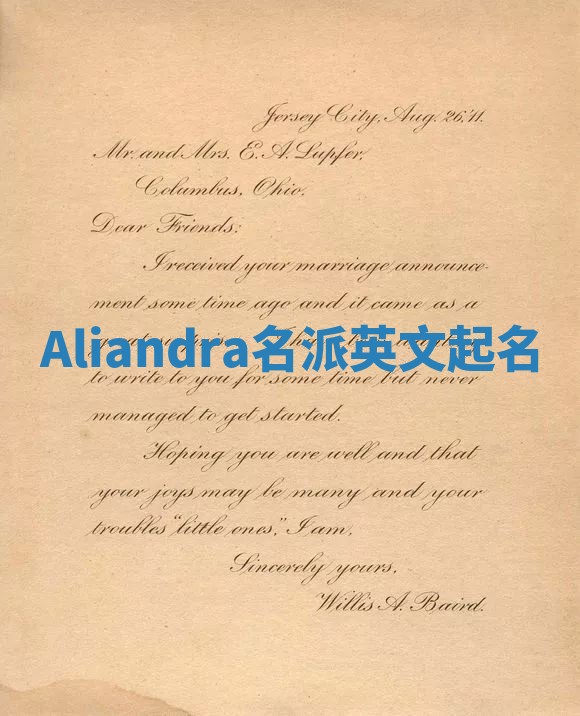 Jersey City, Aug. 26, '11.
Mr. and Mrs. E. A. Lupfer,
Columbus, Ohio.
Dear Friends:
I received your marriage announce-
ment some time ago and it came as a
Aliandra名派英文起名
to write to you for some time but never
managed to get started.
Hoping you are well and that
your joys may be many and your
troubles "little ones," I am,
Sincerely yours,
Willis A. Baird.